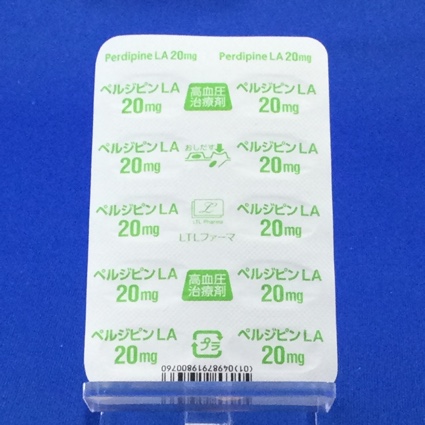 Perdipine LA 20mg Perdipine LA 20mg
ペルジピンLA 高血圧治療剤 ペルジピンLA
20mg 20mg
ペルジピンLA おしだす ペルジピンLA
20mg 20mg
ペルジピンLA ペルジピンLA
20mg LTL Pharma 20mg
LTLファーマ
ペルジピンLA 高血圧治療剤 ペルジピンLA
20mg 20mg
ペルジピンLA プラ ペルジピンLA
20mg 20mg
(01)04987919800760